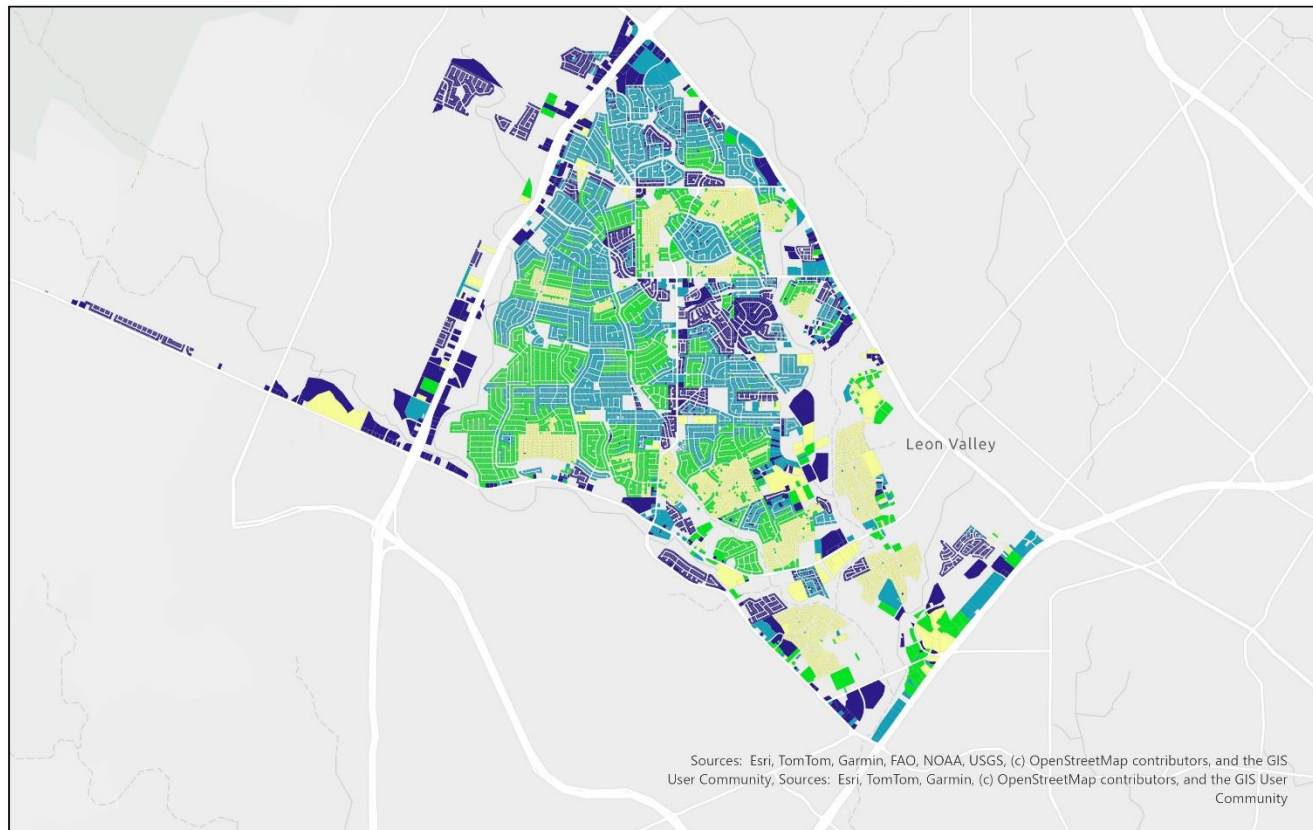 Leon Valley
Sources: Esri, TomTom, Garmin, FAO, NOAA, USGS, (c) OpenStreetMap contributors, and the GIS
User Community, Sources: Esri, TomTom, Garmin, (c) OpenStreetMap contributors, and the GIS User
Community